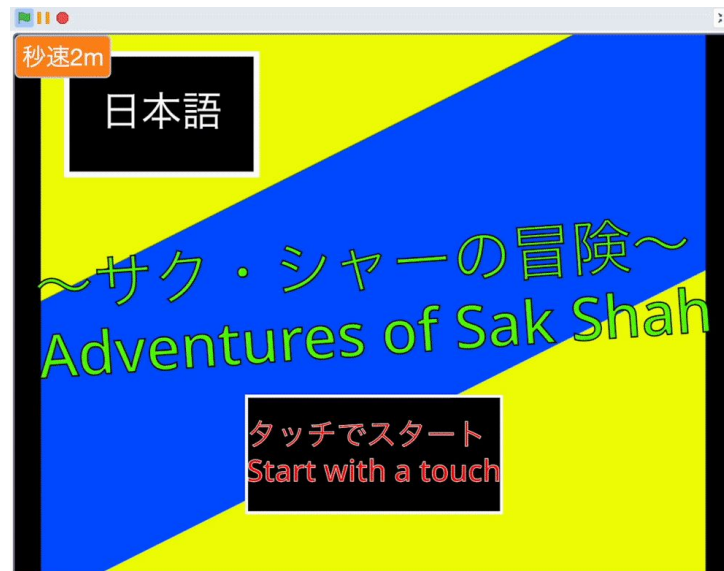 秒速2m
日本語
～サク・シャーの冒険～
Adventures of Sak Shah
タッチでスタート
Start with a touch